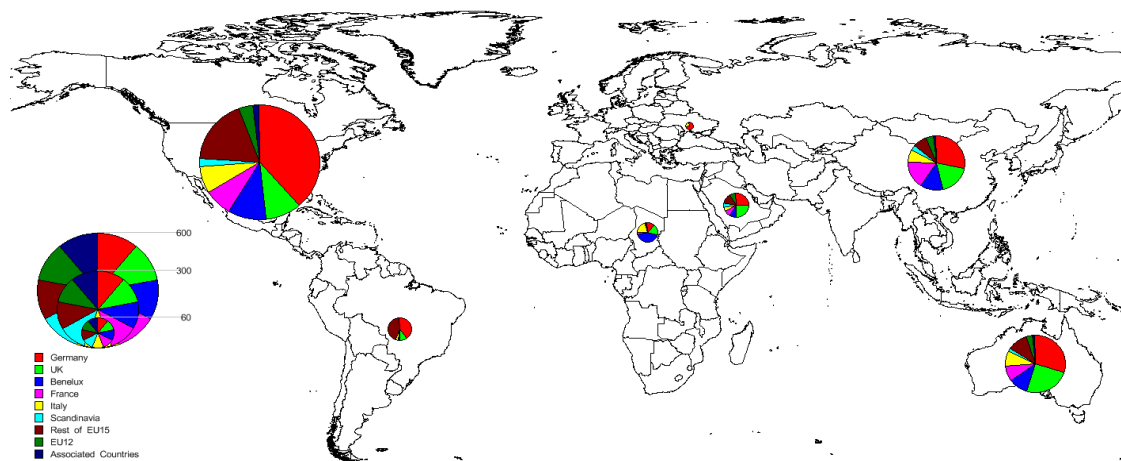 600
300
60
Germany
UK
Benelux
France
Italy
Scandinavia
Rest of EU15
EU12
Associated Countries